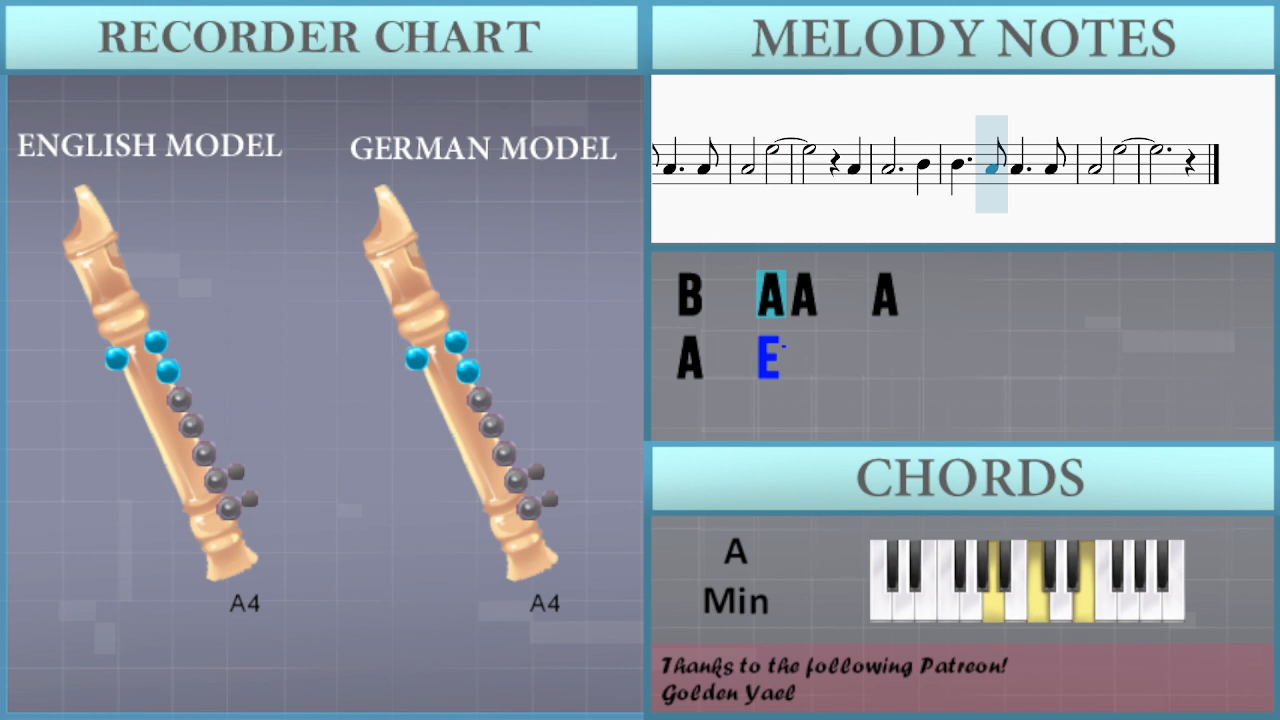 RECORDER CHART
ENGLISH MODEL
GERMAN MODEL
A4
A4
MELODY NOTES
B AA A
A E
CHORDS
A
Min
Thanks to the following Patreon!
Golden Yael